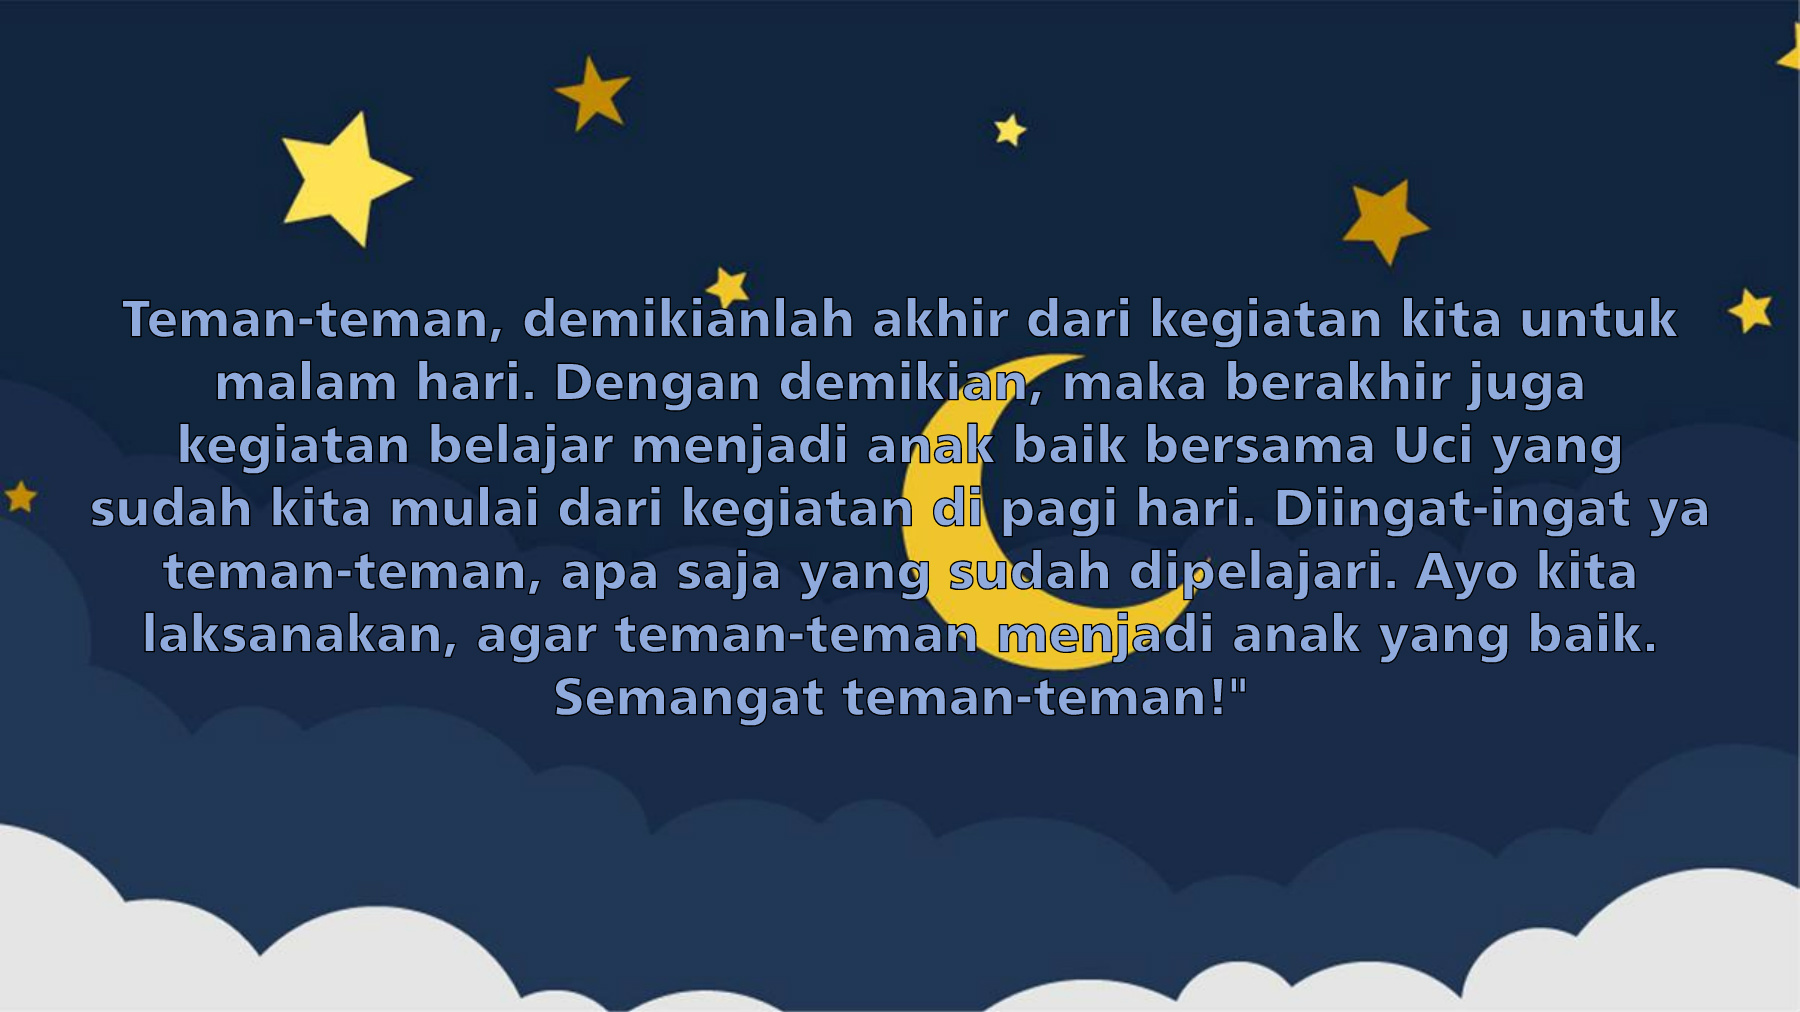 Teman-teman, demikianlah akhir dari kegiatan kita untuk
malam hari. Dengan demikian, maka berakhir juga
kegiatan belajar menjadi anak baik bersama Uci yang
sudah kita mulai dari kegiatan di pagi hari. Diingat-ingat ya
teman-teman, apa saja yang sudah dipelajari. Ayo kita
laksanakan, agar teman-teman menjadi anak yang baik.
Semangat teman-teman!"